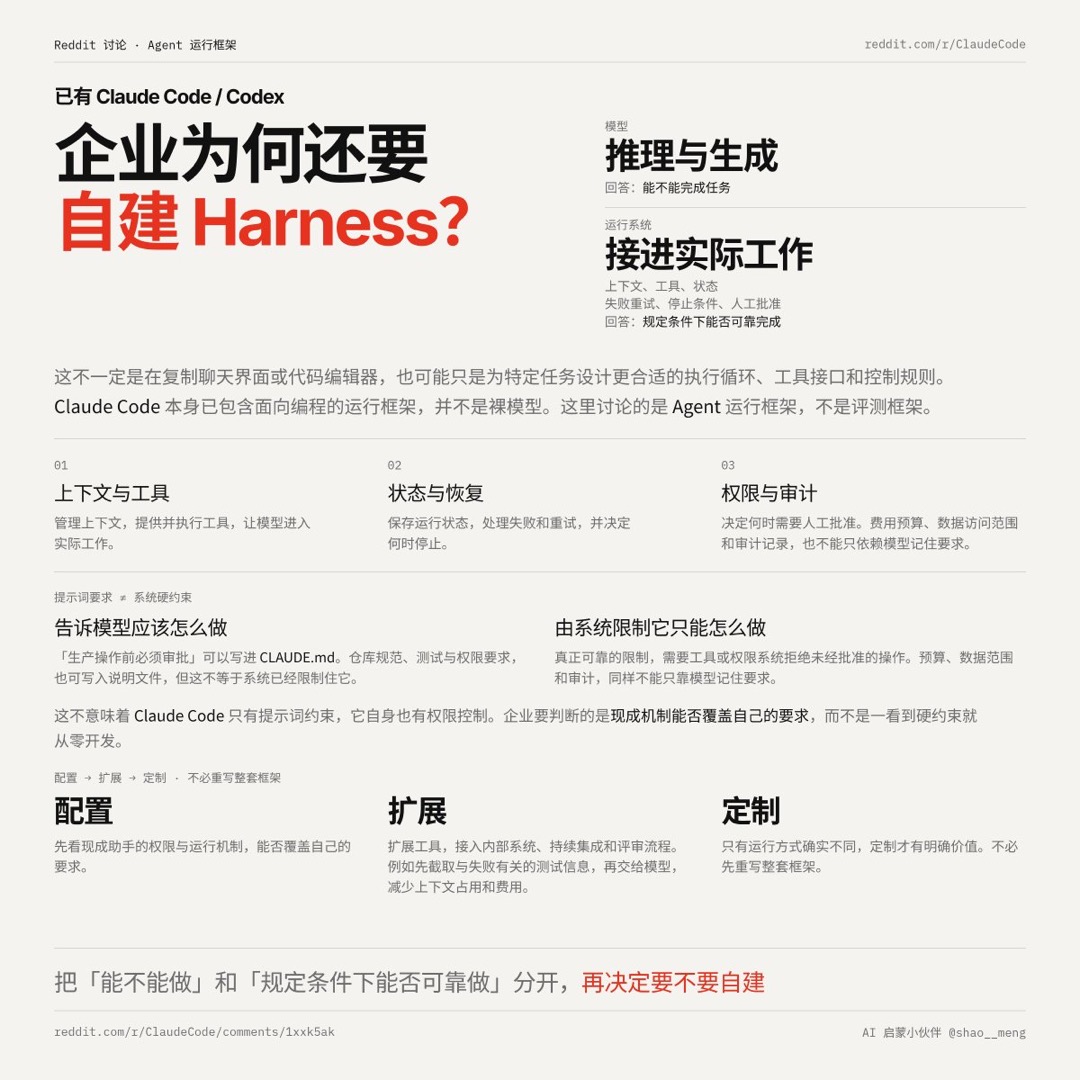 Reddit 讨论 · Agent 运行框架
reddit.com/r/ClaudeCode
已有 Claude Code / Codex
企业为何还要
自建 Harness?
模型
推理与生成
回答：能不能完成任务
运行系统
接进实际工作
上下文、工具、状态
失败重试、停止条件、人工批准
回答：规定条件下能否可靠完成
这不一定是在复制聊天界面或代码编辑器，也可能只是为特定任务设计更合适的执行循环、工具接口和控制规则。
Claude Code 本身已包含面向编程的运行框架，并不是裸模型。这里讨论的是 Agent 运行框架，不是评测框架。
01
上下文与工具
管理上下文，提供并执行工具，让模型进入
实际工作。
02
状态与恢复
保存运行状态，处理失败和重试，并决定
何时停止。
03
权限与审计
决定何时需要人工批准。费用预算、数据访问范围
和审计记录，也不能只依赖模型记住要求。
提示词要求 ≠ 系统硬约束
告诉模型应该怎么做
「生产操作前必须审批」可以写进 CLAUDE.md。仓库规范、测试与权限要求，
也可写入说明文件，但这不等于系统已经限制住它。
由系统限制它只能怎么做
真正可靠的限制，需要工具或权限系统拒绝未经批准的操作。预算、数据范围
和审计，同样不能只靠模型记住要求。
这不意味着 Claude Code 只有提示词约束，它自身也有权限控制。企业要判断的是现成机制能否覆盖自己的要求，而不是一看到硬约束就
从零开发。
配置 → 扩展 → 定制 · 不必重写整套框架
配置
先看现成助手的权限与运行机制，能否覆盖自己的
要求。
扩展
扩展工具，接入内部系统、持续集成和评审流程。
例如先截取与失败有关的测试信息，再交给模型，
减少上下文占用和费用。
定制
只有运行方式确实不同，定制才有明确价值。不必
先重写整套框架。
把「能不能做」和「规定条件下能否可靠做」分开，再决定要不要自建
reddit.com/r/ClaudeCode/comments/1xxk5ak
AI 启蒙小伙伴 @shao__meng